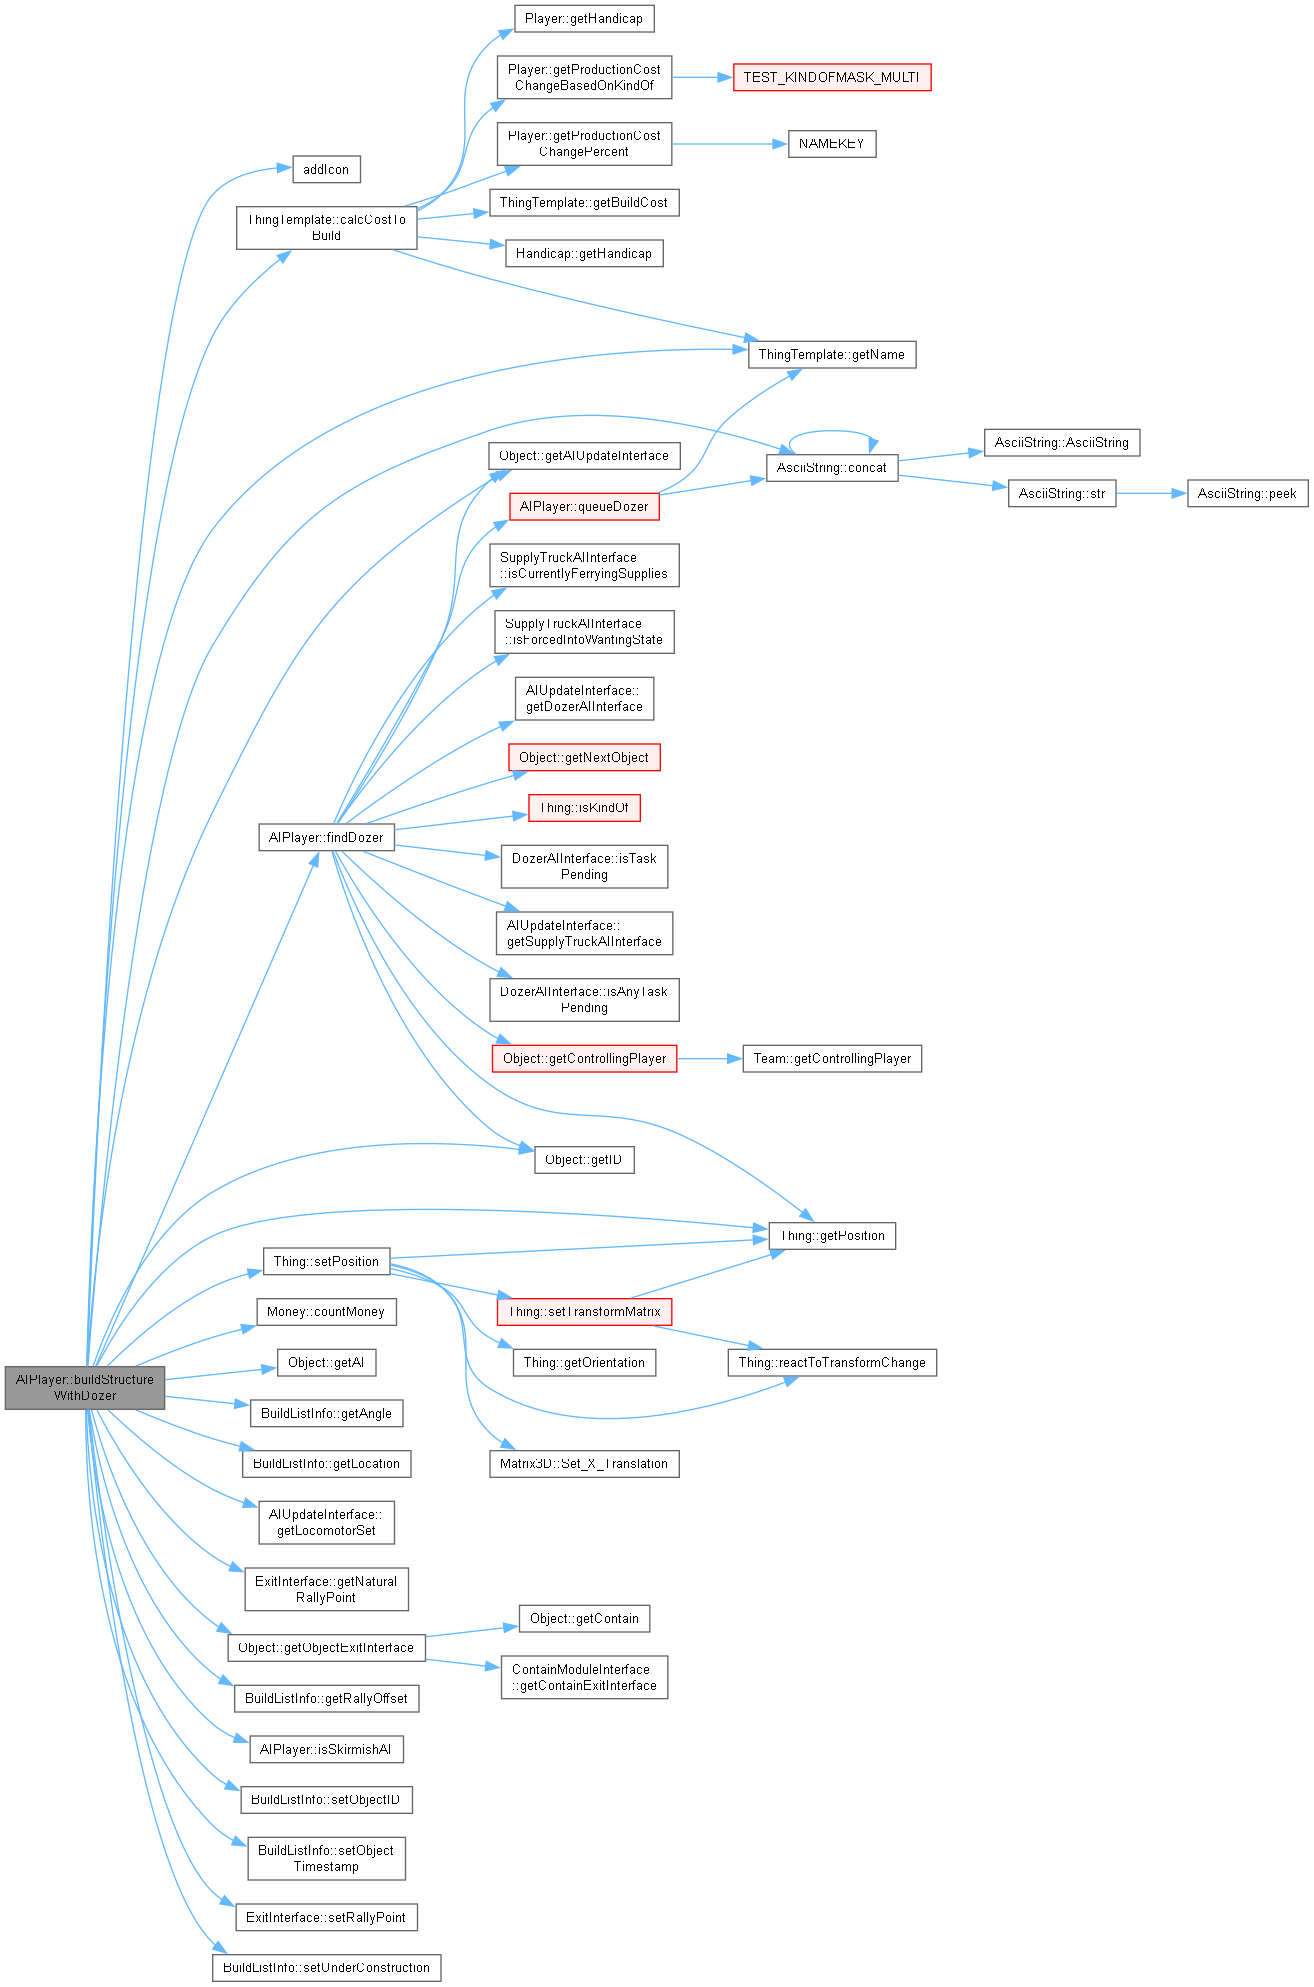 Player::getHandicap
Player::getProductionCost
ChangeBasedOnKindOf
TEST_KINDOFMASK_MULTI
Player::getProductionCost
ChangePercent
NAMEKEY
addIcon
ThingTemplate::getBuildCost
ThingTemplate::calcCostTo
Build
Handicap::getHandicap
ThingTemplate::getName
Object::getAIUpdateInterface
AsciiString::AsciiString
AsciiString::concat
AIPlayer::queueDozer
AsciiString::str
AsciiString::peek
SupplyTruckAIInterface
::isCurrentlyFerryingSupplies
SupplyTruckAIInterface
::isForcedIntoWantingState
AIUpdateInterface::
getDozerAIInterface
Object::getNextObject
Thing::isKindOf
AIPlayer::findDozer
DozerAIInterface::isTask
Pending
AIUpdateInterface::
getSupplyTruckAIInterface
DozerAIInterface::isAnyTask
Pending
Object::getControllingPlayer
Team::getControllingPlayer
Object::getID
Thing::getPosition
Thing::setPosition
Money::countMoney
Thing::setTransformMatrix
Object::getAI
Thing::getOrientation
Thing::reactToTransformChange
AIPlayer::buildStructure
WithDozer
BuildListInfo::getAngle
BuildListInfo::getLocation
Matrix3D::Set_X_Translation
AIUpdateInterface::
getLocomotorSet
ExitInterface::getNatural
RallyPoint
Object::getContain
Object::getObjectExitInterface
ContainModuleInterface
::getContainExitInterface
BuildListInfo::getRallyOffset
AIPlayer::isSkirmishAI
BuildListInfo::setObjectID
BuildListInfo::setObject
Timestamp
ExitInterface::setRallyPoint
BuildListInfo::setUnderConstruction